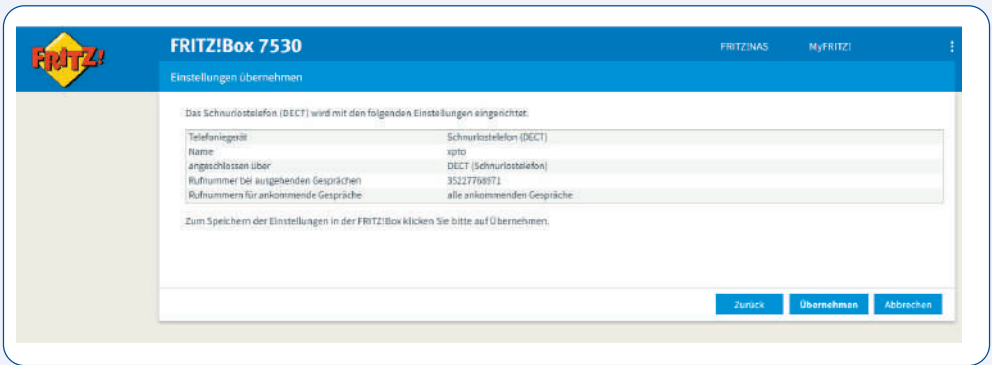 FRITZ!
FRITZ!Box 7530
FRITZ!NAS MyFRITZ!
Einstellungen übernehmen
Das Schnurlostelefon (DECT) wird mit den folgenden Einstellungen eingerichtet:
Telefoniegerät Schnurlostelefon (DECT)
Name xpto
angeschlossen über DECT (Schnurlostelefon)
Rufnummer bei ausgehenden Gesprächen 35227768971
Rufnummern für ankommende Gespräche alle ankommenden Gespräche
Zum Speichern der Einstellungen in der FRITZ!Box klicken Sie bitte auf Übernehmen.
Zurück Übernehmen Abbrechen